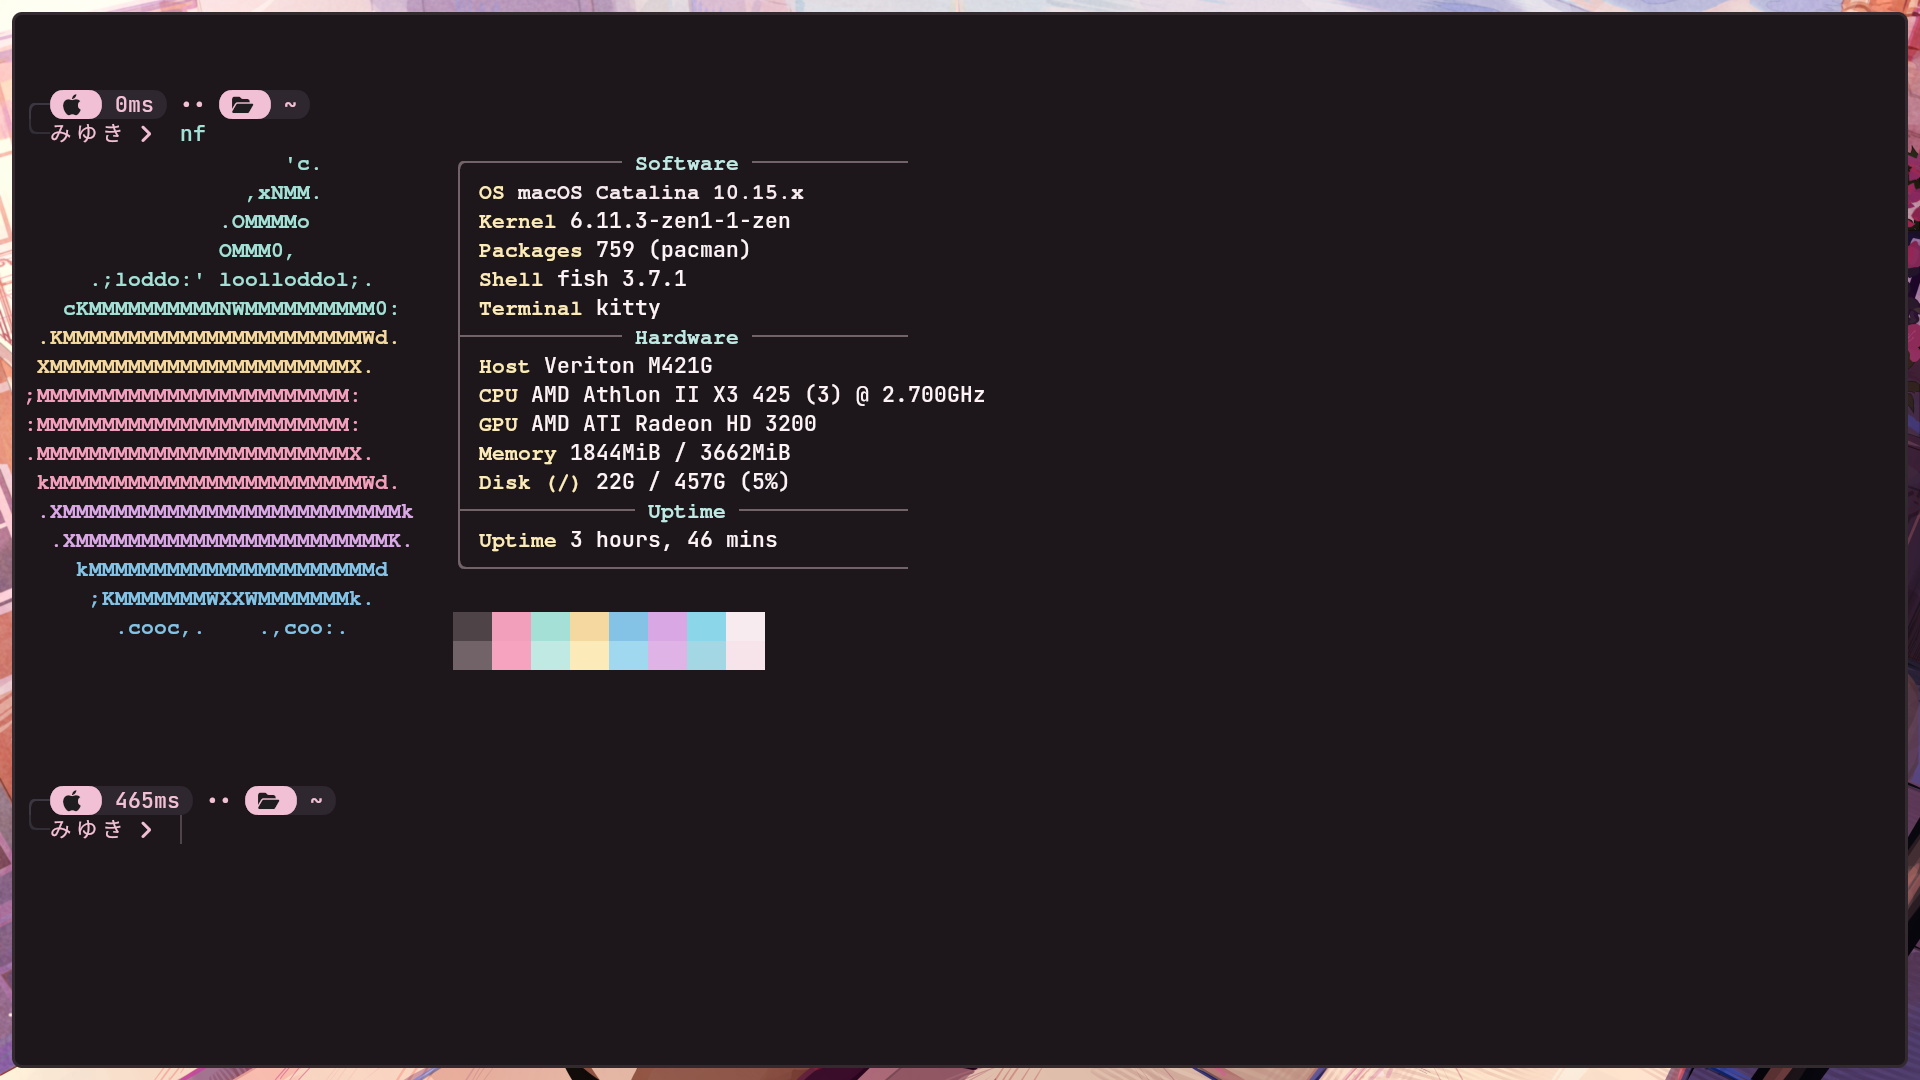 0ms •• ~
みゆき ❯ nf
'c.
,xNMM.
.OMMMMo
OMMM0,
.;loddo:' loolloddol;.
cKMMMMMMMMMMNWMMMMMMMMMM0:
.KMMMMMMMMMMMMMMMMMMMMMMMWd.
XMMMMMMMMMMMMMMMMMMMMMMMX.
;MMMMMMMMMMMMMMMMMMMMMMMM:
:MMMMMMMMMMMMMMMMMMMMMMMM:
.MMMMMMMMMMMMMMMMMMMMMMMMX.
kMMMMMMMMMMMMMMMMMMMMMMMMWd.
.XMMMMMMMMMMMMMMMMMMMMMMMMMMk
.XMMMMMMMMMMMMMMMMMMMMMMMMK.
kMMMMMMMMMMMMMMMMMMMMMMd
;KMMMMMMMWXXWMMMMMMMk.
.cooc,. .,coo:.
Software
OS macOS Catalina 10.15.x
Kernel 6.11.3-zen1-1-zen
Packages 759 (pacman)
Shell fish 3.7.1
Terminal kitty
Hardware
Host Veriton M421G
CPU AMD Athlon II X3 425 (3) @ 2.700GHz
GPU AMD ATI Radeon HD 3200
Memory 1844MiB / 3662MiB
Disk (/) 22G / 457G (5%)
Uptime
Uptime 3 hours, 46 mins
465ms •• ~
みゆき ❯